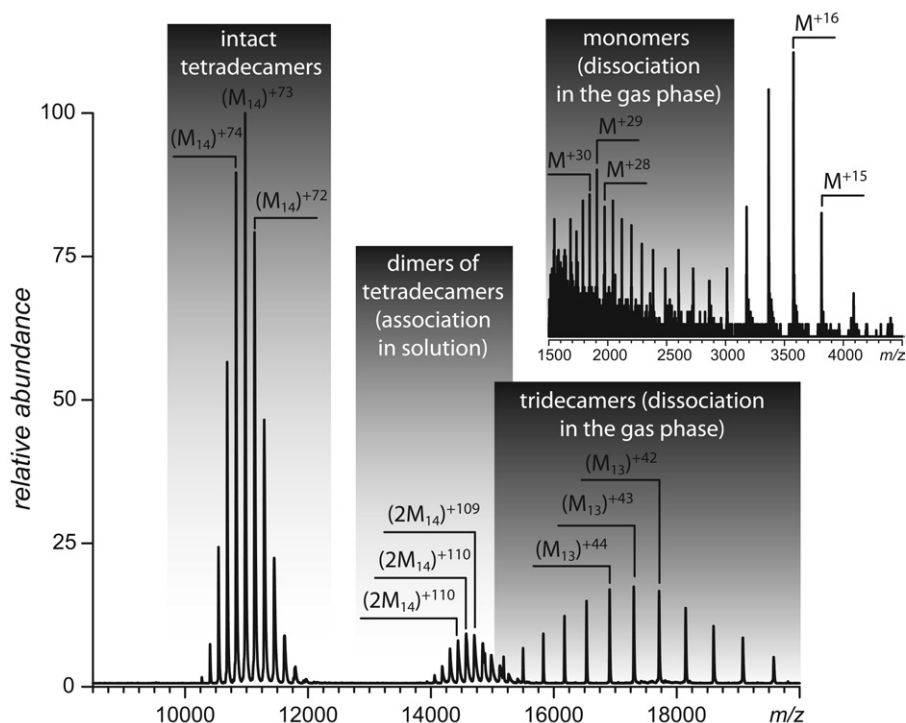 intact
tetradecamers
(M₁₄)⁺⁷³
(M₁₄)⁺⁷⁴
(M₁₄)⁺⁷²
100
75
50
25
0
relative abundance
dimers of
tetradecamers
(association
in solution)
(2M₁₄)⁺¹⁰⁹
(2M₁₄)⁺¹¹⁰
(2M₁₄)⁺¹¹⁰
tridecamers (dissociation
in the gas phase)
(M₁₃)⁺⁴²
(M₁₃)⁺⁴³
(M₁₃)⁺⁴⁴
10000 12000 14000 16000 18000 m/z
monomers
(dissociation
in the gas phase)
M⁺¹⁶
M⁺²⁹
M⁺³⁰
M⁺²⁸
M⁺¹⁵
1500 2000 2500 3000 3500 4000 m/z